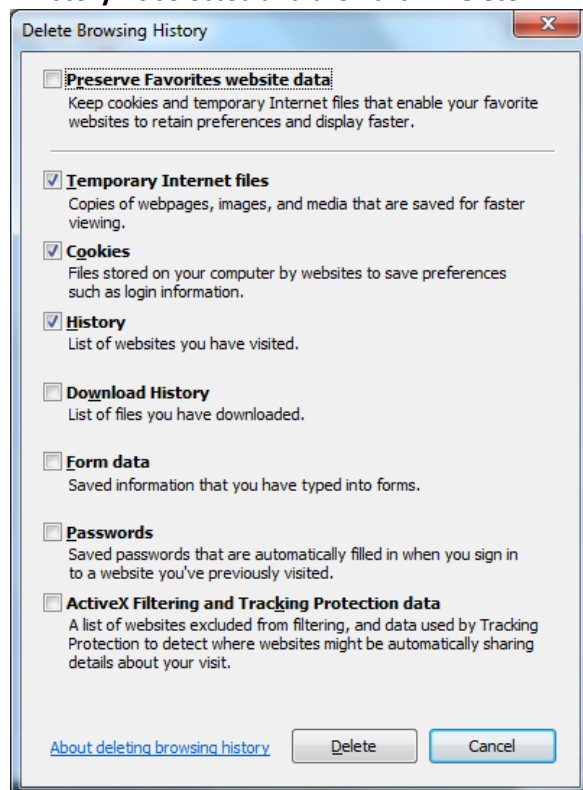 Delete Browsing History
Preserve Favorites website data
Keep cookies and temporary Internet files that enable your favorite
websites to retain preferences and display faster.
Temporary Internet files
Copies of webpages, images, and media that are saved for faster
viewing.
Cookies
Files stored on your computer by websites to save preferences
such as login information.
History
List of websites you have visited.
Download History
List of files you have downloaded.
Form data
Saved information that you have typed into forms.
Passwords
Saved passwords that are automatically filled in when you sign in
to a website you've previously visited.
ActiveX Filtering and Tracking Protection data
A list of websites excluded from filtering, and data used by Tracking
Protection to detect where websites might be automatically sharing
details about your visit.
About deleting browsing history Delete Cancel